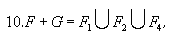 10.F + G = F₁ ⋃ F₂ ⋃ F₄,